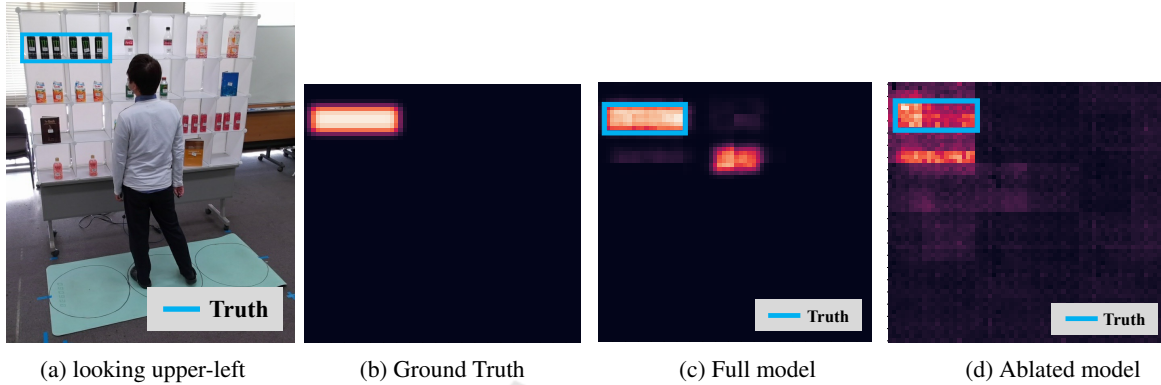 Truth
Truth
Truth
(a) looking upper-left
(b) Ground Truth
(c) Full model
(d) Ablated model